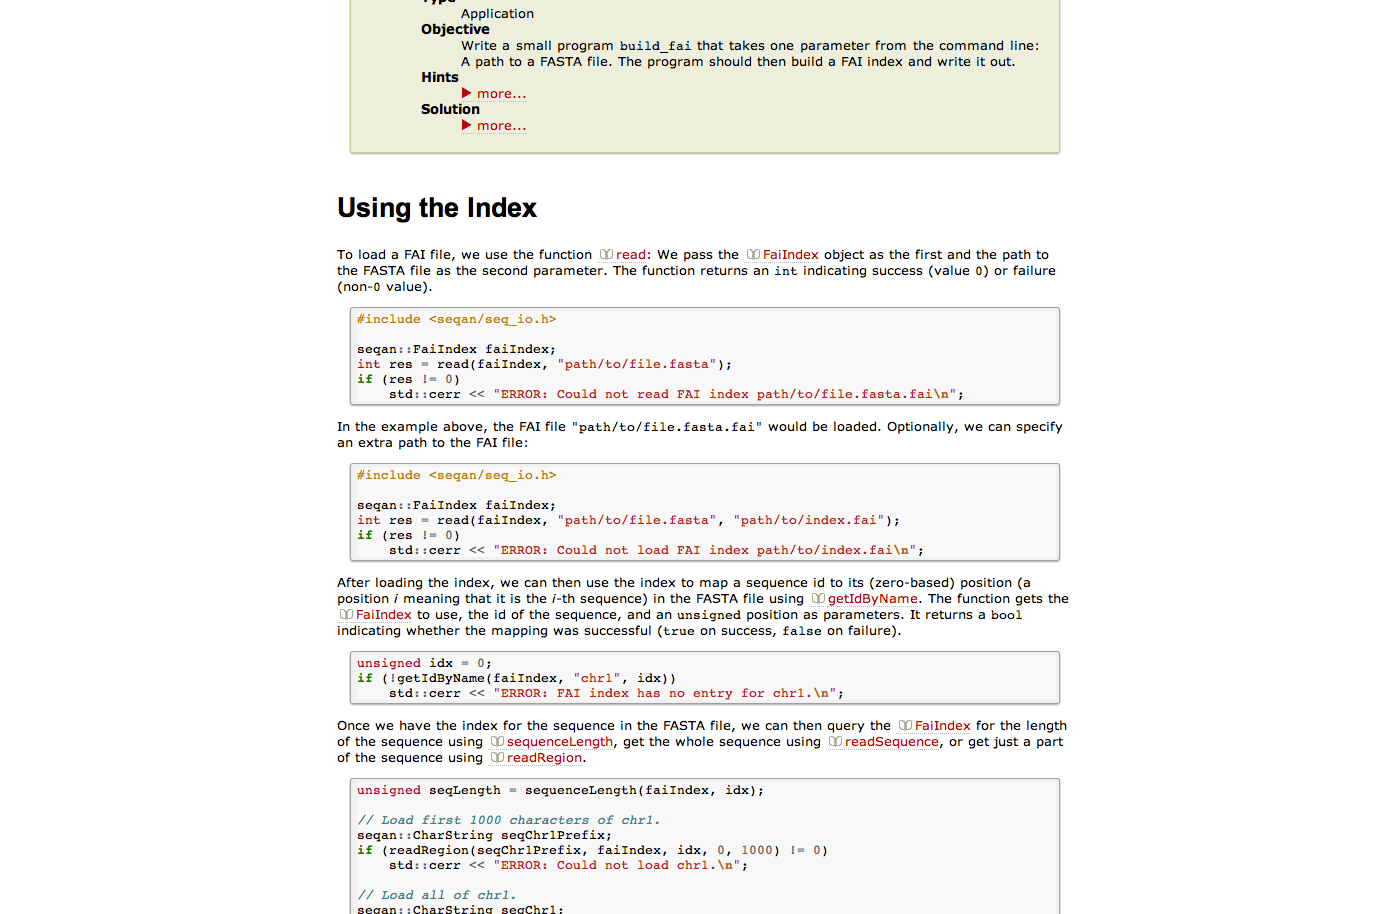 Type
Application
Objective
Write a small program build_fai that takes one parameter from the command line:
A path to a FASTA file. The program should then build a FAI index and write it out.
Hints
more...
Solution
more...
Using the Index
To load a FAI file, we use the function read: We pass the FaiIndex object as the first and the path to
the FASTA file as the second parameter. The function returns an int indicating success (value 0) or failure
(non-0 value).
#include <seqan/seq_io.h>
seqan::FaiIndex faiIndex;
int res = read(faiIndex, "path/to/file.fasta");
if (res != 0)
    std::cerr << "ERROR: Could not read FAI index path/to/file.fasta.fai\n";
In the example above, the FAI file "path/to/file.fasta.fai" would be loaded. Optionally, we can specify
an extra path to the FAI file:
#include <seqan/seq_io.h>
seqan::FaiIndex faiIndex;
int res = read(faiIndex, "path/to/file.fasta", "path/to/index.fai");
if (res != 0)
    std::cerr << "ERROR: Could not load FAI index path/to/index.fai\n";
After loading the index, we can then use the index to map a sequence id to its (zero-based) position (a
position i meaning that it is the i-th sequence) in the FASTA file using getIdByName. The function gets the
FaiIndex to use, the id of the sequence, and an unsigned position as parameters. It returns a bool
indicating whether the mapping was successful (true on success, false on failure).
unsigned idx = 0;
if (!getIdByName(faiIndex, "chr1", idx))
    std::cerr << "ERROR: FAI index has no entry for chr1.\n";
Once we have the index for the sequence in the FASTA file, we can then query the FaiIndex for the length
of the sequence using sequenceLength, get the whole sequence using readSequence, or get just a part
of the sequence using readRegion.
unsigned seqLength = sequenceLength(faiIndex, idx);
// Load first 1000 characters of chr1.
seqan::CharString seqChr1Prefix;
if (readRegion(seqChr1Prefix, faiIndex, idx, 0, 1000) != 0)
    std::cerr << "ERROR: Could not load chr1.\n";
// Load all of chr1.
seqan::CharString seqChr1;